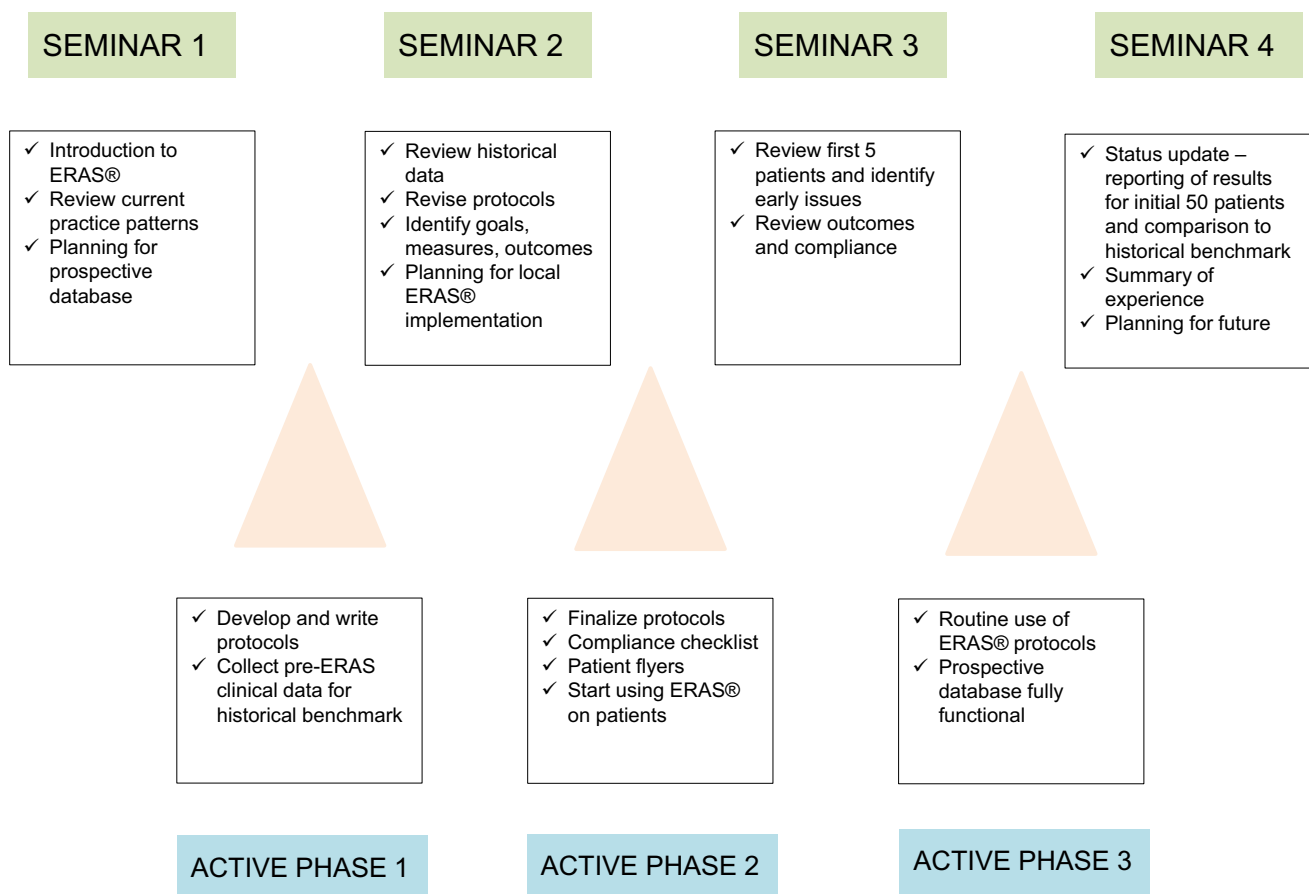 SEMINAR 1
SEMINAR 2
SEMINAR 3
SEMINAR 4
✓ Introduction to
ERAS®
✓ Review current
practice patterns
✓ Planning for
prospective
database
✓ Review historical
data
✓ Revise protocols
✓ Identify goals,
measures, outcomes
✓ Planning for local
ERAS®
implementation
✓ Review first 5
patients and identify
early issues
✓ Review outcomes
and compliance
✓ Status update –
reporting of results
for initial 50 patients
and comparison to
historical benchmark
✓ Summary of
experience
✓ Planning for future
✓ Develop and write
protocols
✓ Collect pre-ERAS
clinical data for
historical benchmark
✓ Finalize protocols
✓ Compliance checklist
✓ Patient flyers
✓ Start using ERAS®
on patients
✓ Routine use of
ERAS® protocols
✓ Prospective
database fully
functional
ACTIVE PHASE 1
ACTIVE PHASE 2
ACTIVE PHASE 3